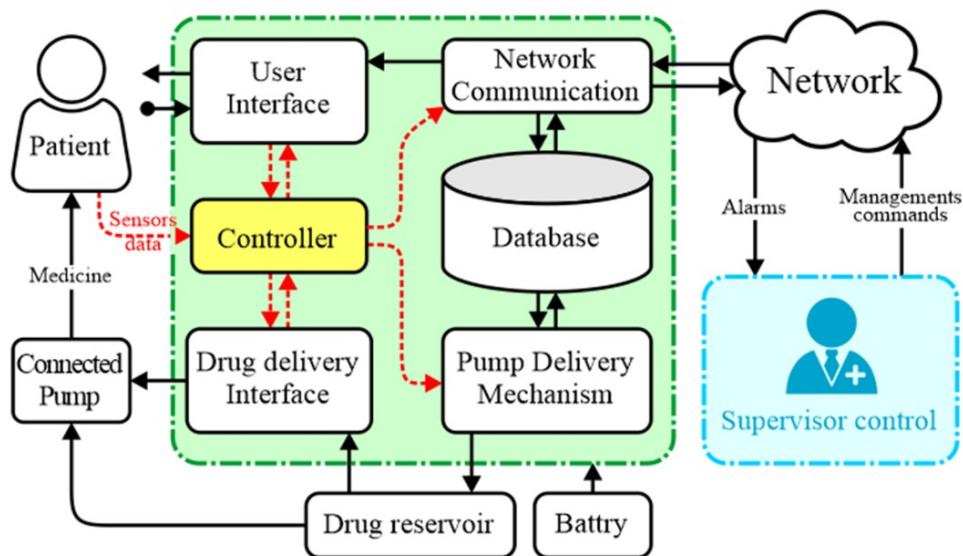 User
Interface
Network
Communication
Network
Patient
Sensors
data
Controller
Database
Alarms
Managements
commands
Medicine
Connected
Pump
Drug delivery
Interface
Pump Delivery
Mechanism
Supervisor control
Drug reservoir
Battry